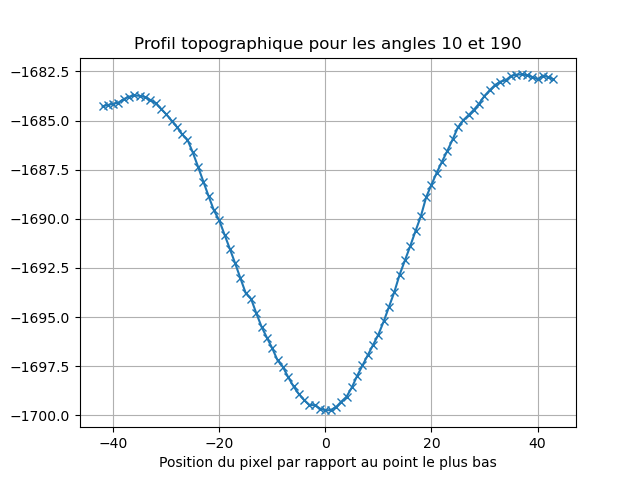 Profil topographique pour les angles 10 et 190
−1682.5
−1685.0
−1687.5
−1690.0
−1692.5
−1695.0
−1697.5
−1700.0
−40 −20 0 20 40
Position du pixel par rapport au point le plus bas